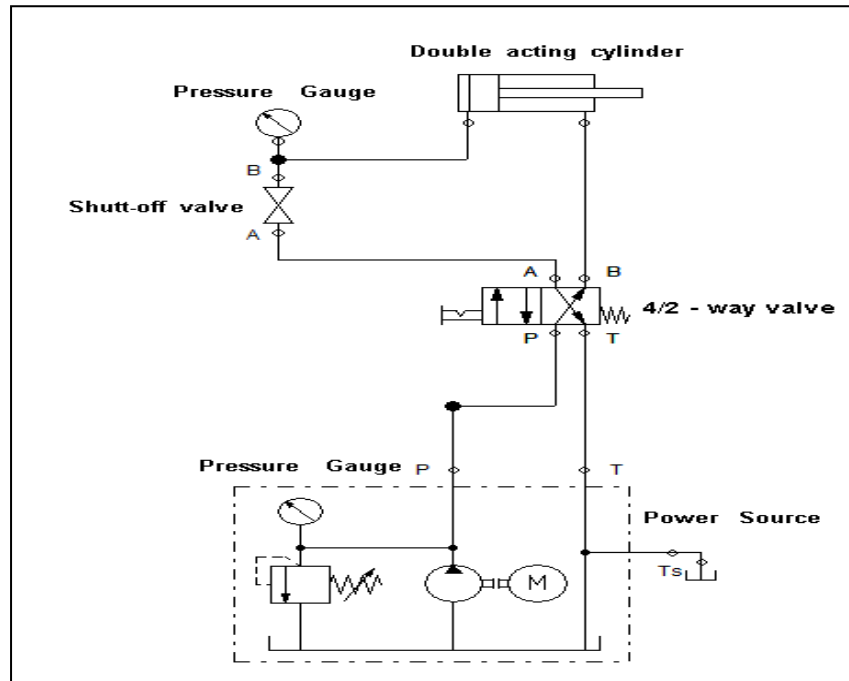 Double acting cylinder
Pressure Gauge
B
Shutt-off valve
A
A B
4/2 - way valve
P T
Pressure Gauge P T
Power Source
Ts
M